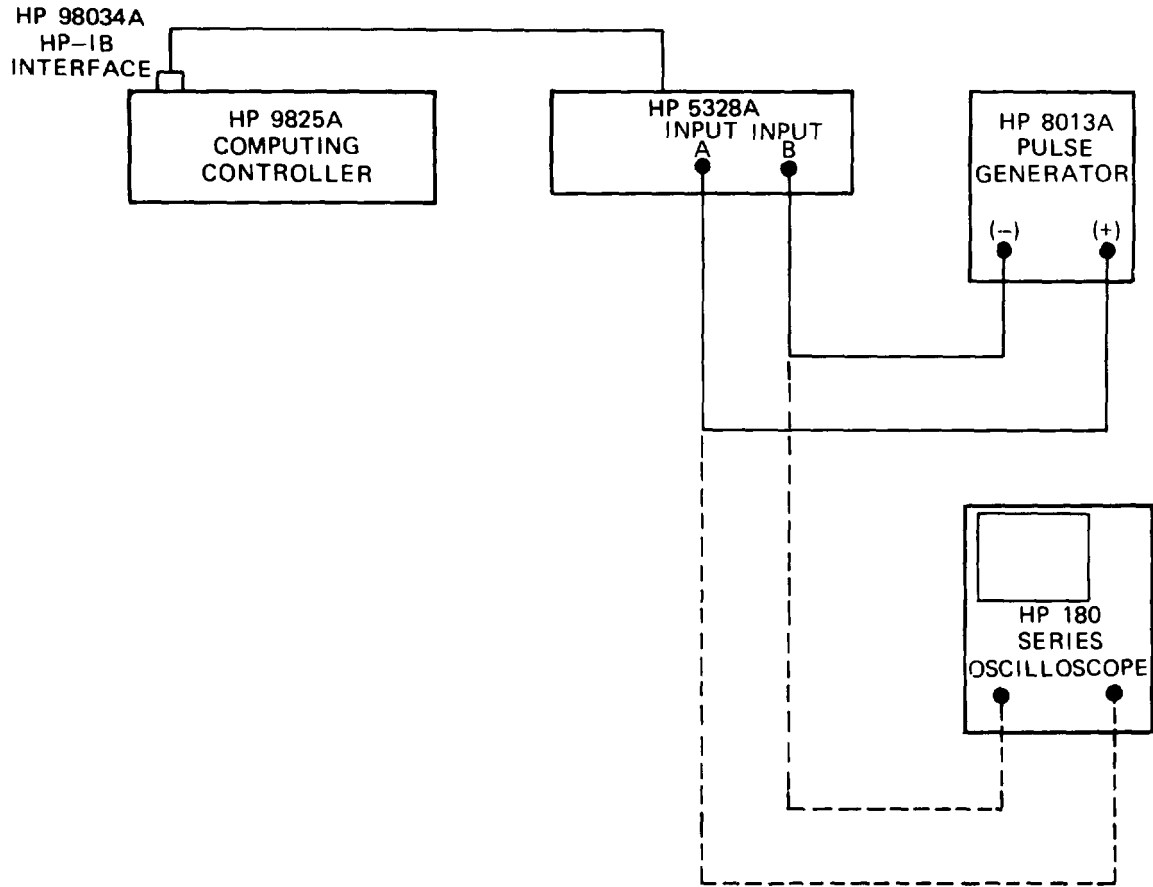 HP 98034A
HP-IB
INTERFACE
HP 9825A
COMPUTING
CONTROLLER
HP 5328A
INPUT INPUT
A B
HP 8013A
PULSE
GENERATOR
(-) (+)
HP 180
SERIES
OSCILLOSCOPE